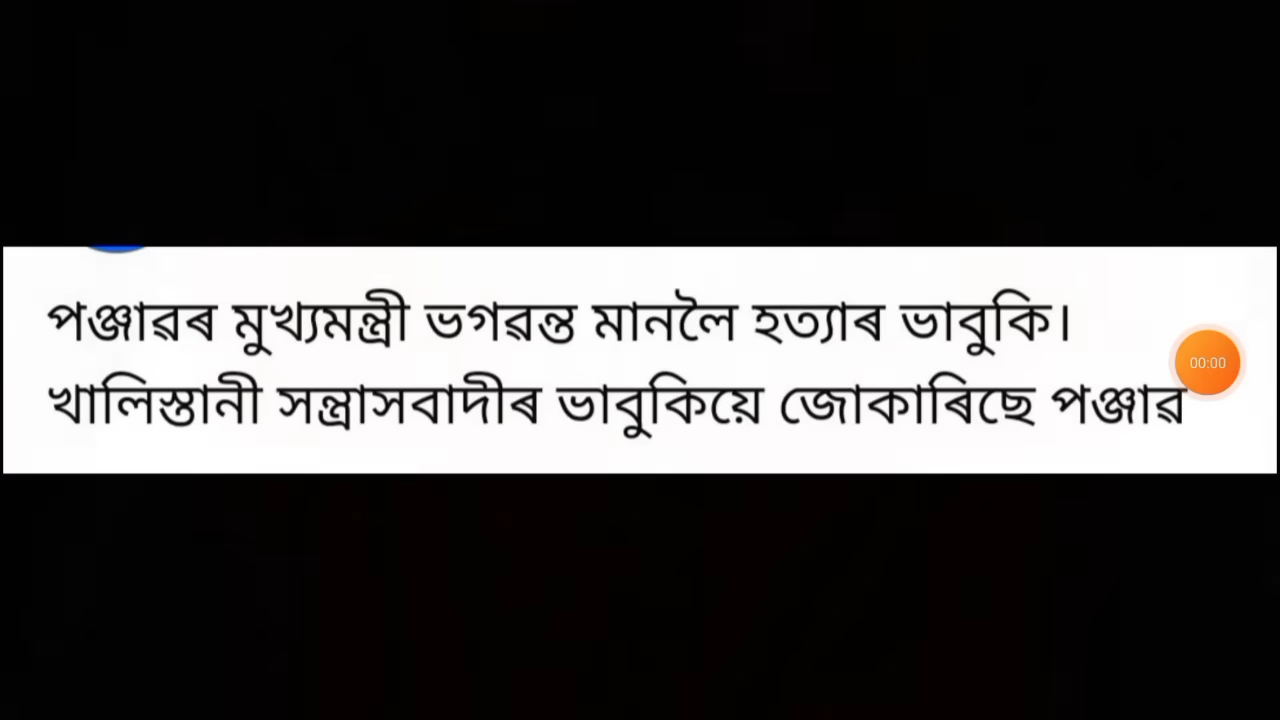 পঞ্জাৱৰ মুখ্যমন্ত্ৰী ভগৱন্ত মানলৈ হত্যাৰ ভাবুকি।
00:00
খালিস্তানী সন্ত্ৰাসবাদীৰ ভাবুকিয়ে জোকাৰিছে পঞ্জাৱ